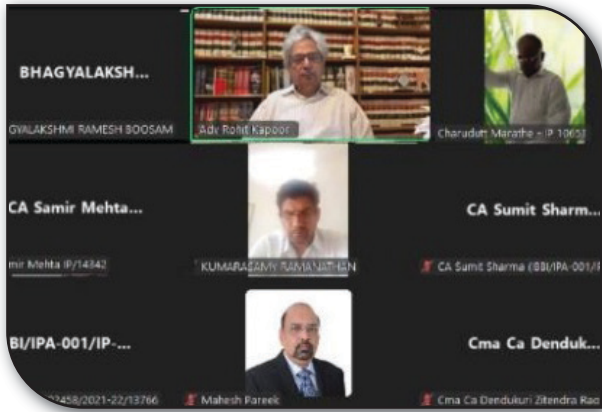 BHAGYALAKSH...
GYALAKSHMI RAMESH BOOSAM
Adv Rohit Kapoor
Charudutt Marathe - IP 10651
CA Samir Mehta...
mir Mehta IP/14342
KUMARASAMY RAMANATHAN
CA Sumit Sharm...
CA Sumit Sharma (IBBI/IPA-001/
BI/IPA-001/IP-...
02458/2021-22/13766
Mahesh Pareek
Cma Ca Denduk...
Cma Ca Dendukuri Zitendra Rao